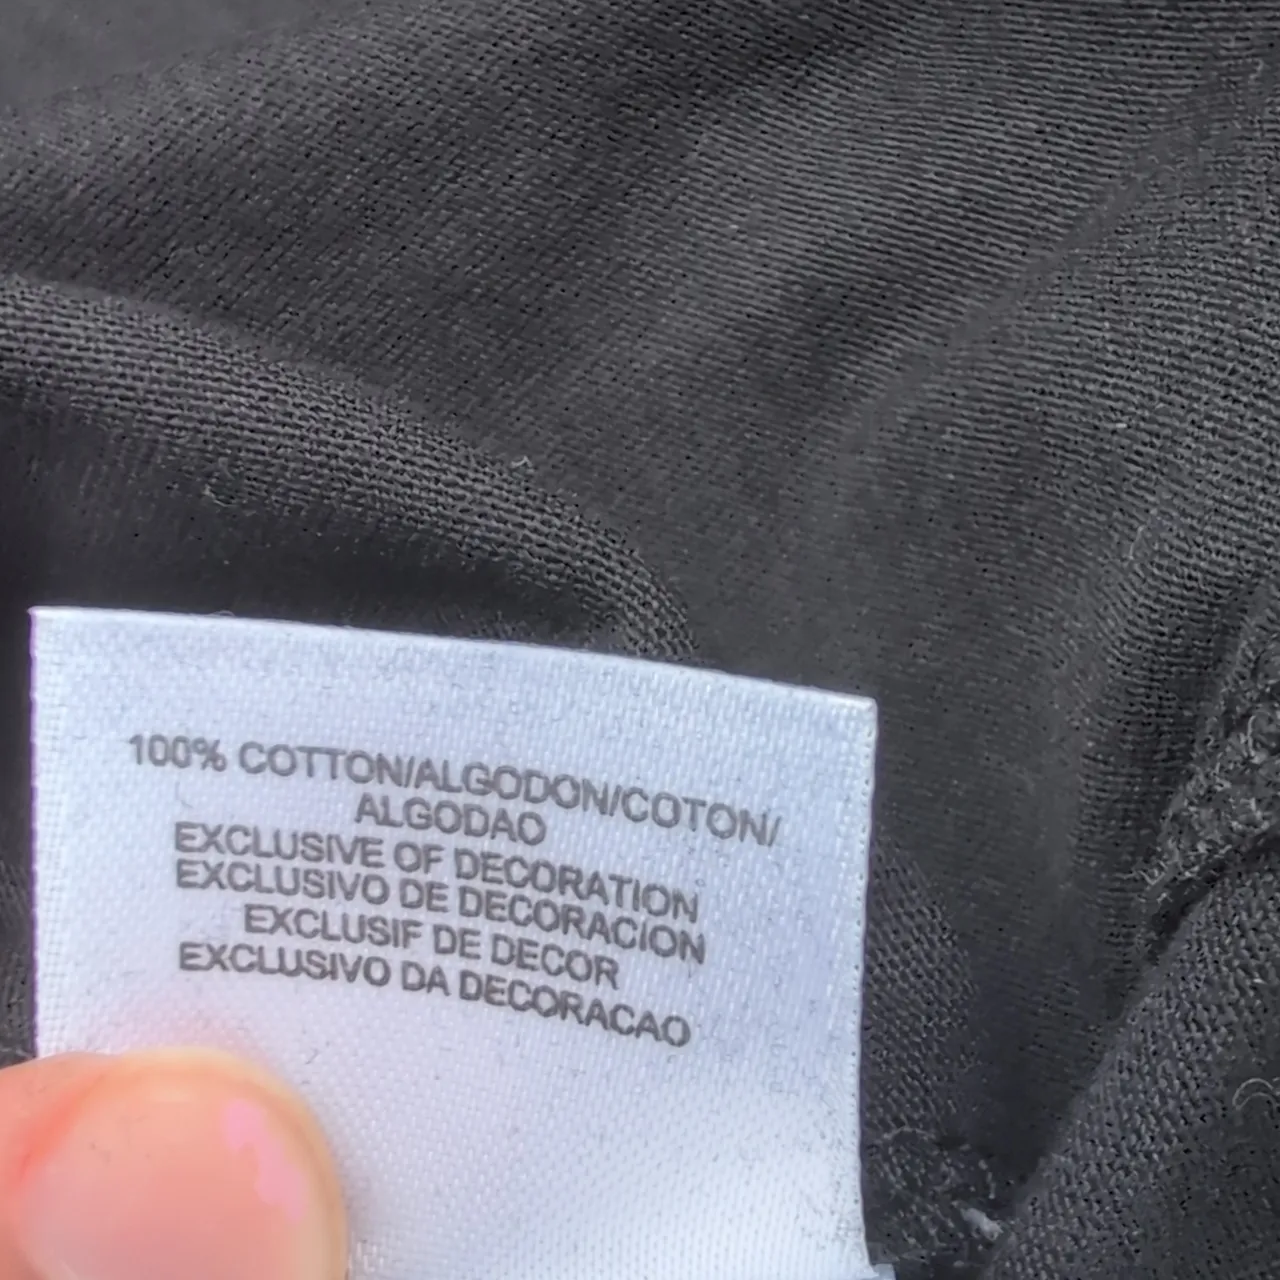 100% COTTON/ALGODON/COTON/
ALGODAO
EXCLUSIVE OF DECORATION
EXCLUSIVO DE DECORACION
EXCLUSIF DE DECOR
EXCLUSIVO DA DECORACAO